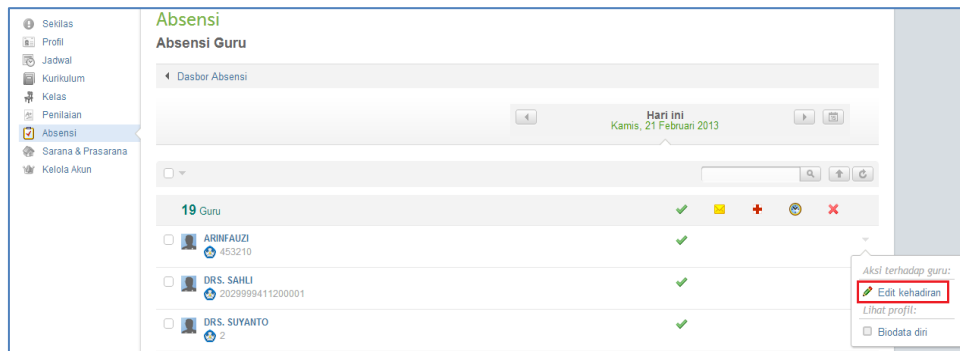 Sekilas
Profil
Jadwal
Kurikulum
Kelas
Penilaian
Absensi
Sarana & Prasarana
Kelola Akun
Absensi
Absensi Guru
Dasbor Absensi
Hari ini
Kamis, 21 Februari 2013
19 Guru
ARINFAUZI
453210
DRS. SAHLI
2029999411200001
DRS. SUYANTO
2
Aksi terhadap guru:
Edit kehadiran
Lihat profil:
Biodata diri